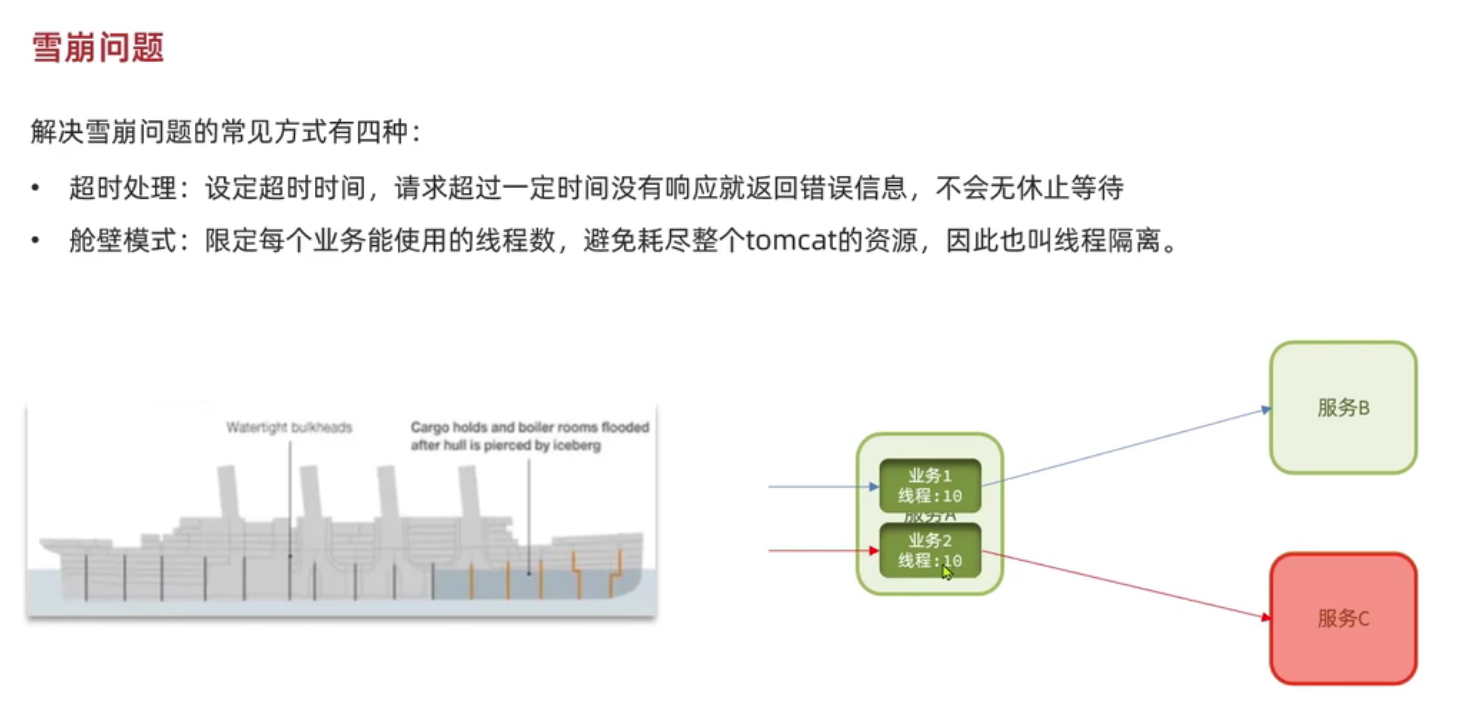 雪崩问题
解决雪崩问题的常见方式有四种：
• 超时处理：设定超时时间，请求超过一定时间没有响应就返回错误信息，不会无休止等待
• 舱壁模式：限定每个业务能使用的线程数，避免耗尽整个tomcat的资源，因此也叫线程隔离。
Watertight bulkheads
Cargo holds and boiler rooms flooded
after hull is pierced by iceberg
业务1
线程:10
服务A
业务2
线程:10
服务B
服务C